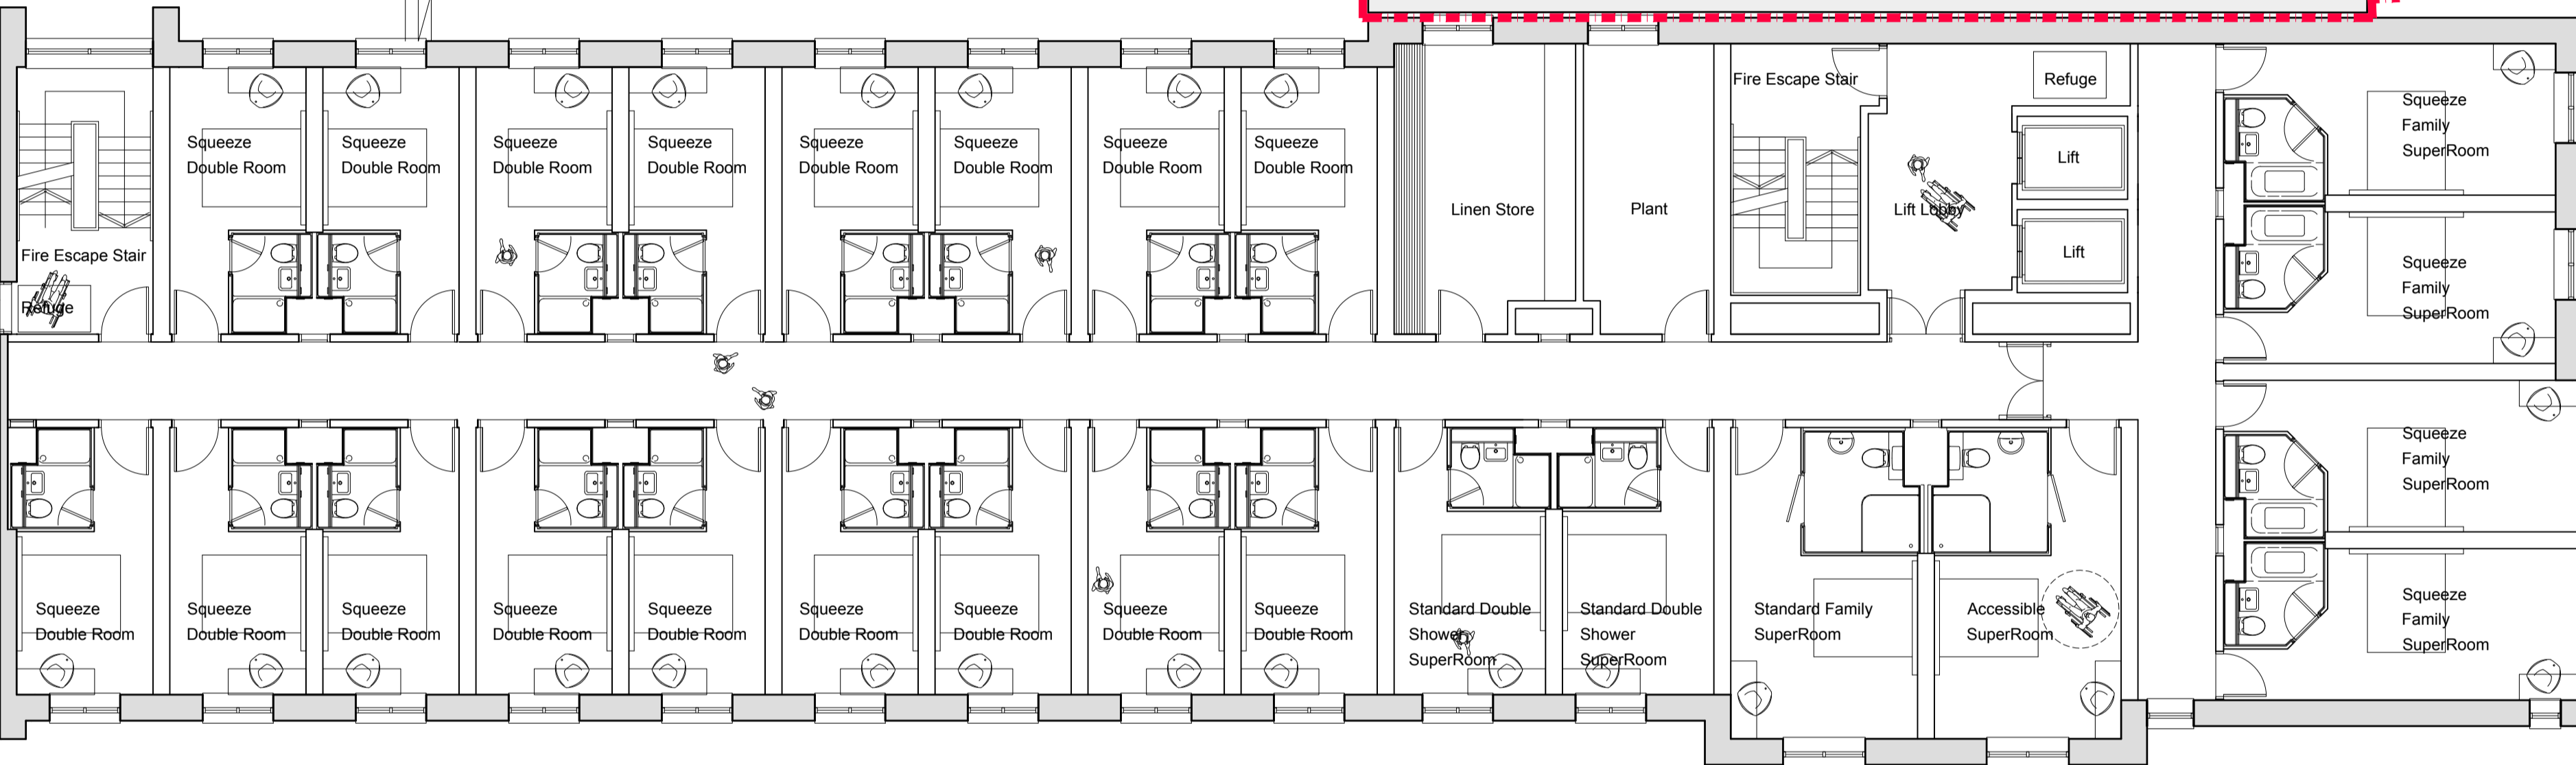 Fire Escape Stair
Refuge
Squeeze
Double Room
Squeeze
Double Room
Squeeze
Double Room
Squeeze
Double Room
Squeeze
Double Room
Squeeze
Double Room
Squeeze
Double Room
Squeeze
Double Room
Linen Store
Plant
Fire Escape Stair
Lift Lobby
Refuge
Lift
Lift
Squeeze
Family
SuperRoom
Squeeze
Family
SuperRoom
Squeeze
Double Room
Squeeze
Double Room
Squeeze
Double Room
Squeeze
Double Room
Squeeze
Double Room
Squeeze
Double Room
Squeeze
Double Room
Squeeze
Double Room
Squeeze
Double Room
Standard Double
Shower
SuperRoom
Standard Double
Shower
SuperRoom
Standard Family
SuperRoom
Accessible
SuperRoom
Squeeze
Family
SuperRoom
Squeeze
Family
SuperRoom